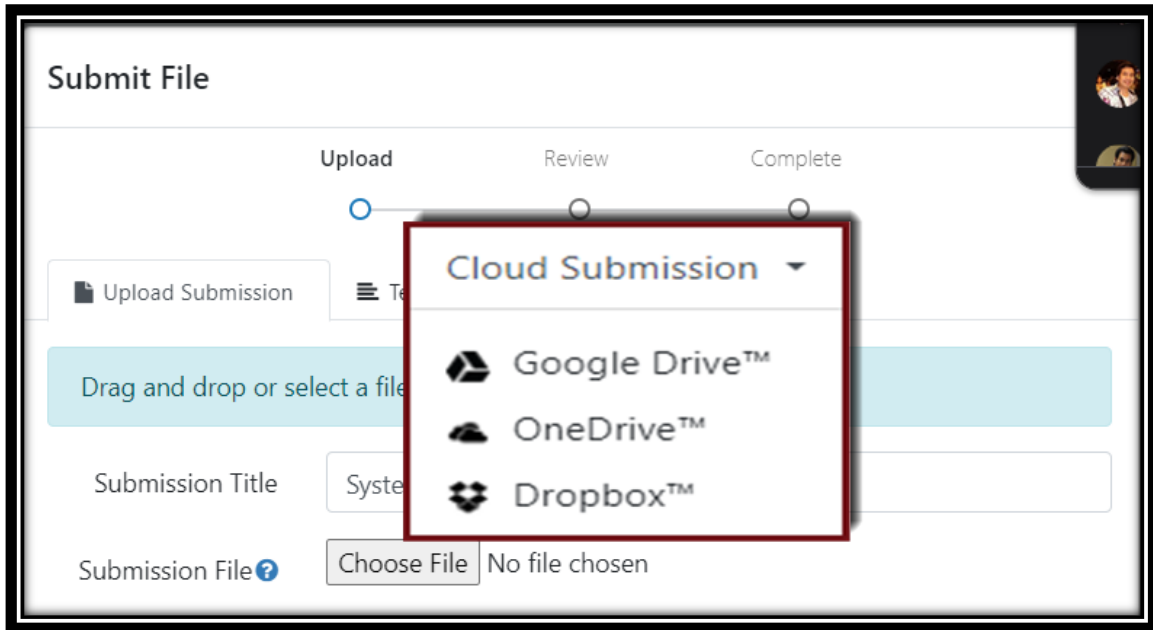 Submit File
Upload Review Complete
Cloud Submission
Upload Submission
Google Drive™
Drag and drop or select a file
OneDrive™
Submission Title
Dropbox™
Submission File
Choose File No file chosen